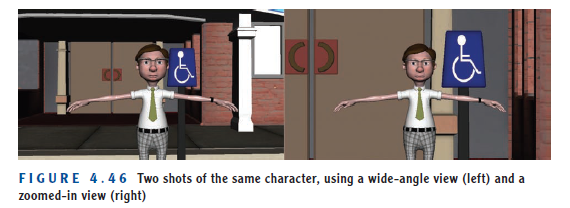 FIGURE 4.46 Two shots of the same character, using a wide-angle view (left) and a
zoomed-in view (right)